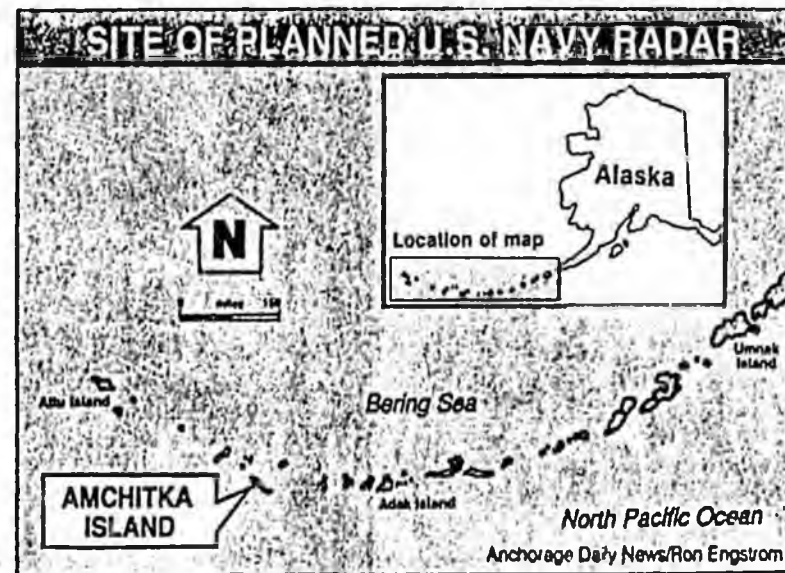 SITE OF PLANNED U.S. NAVY RADAR
Alaska
Location of map
N
Umnak
Island
Attu Island
Bering Sea
AMCHITKA
ISLAND
Adak Island
North Pacific Ocean
Anchorage Daily News/Ron Engstrom